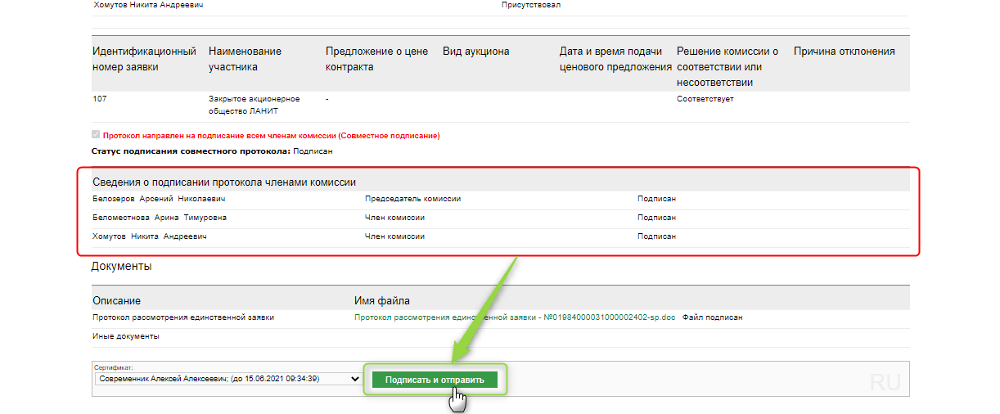 Хомутов Никита Андреевич Присутствовал
Идентификационный Наименование Предложение о цене Вид аукциона Дата и время подачи Решение комиссии о Причина отклонения
номер заявки участника контракта ценового предложения соответствии или
несоответствии
107 Закрытое акционерное - Соответствует
общество ЛАНИТ
Протокол направлен на подписание всем членам комиссии (Совместное подписание)
Статус подписания совместного протокола: Подписан
Сведения о подписании протокола членами комиссии
Белозеров Арсений Николаевич Председатель комиссии Подписан
Беломестнова Арина Тимуровна Член комиссии Подписан
Хомутов Никита Андреевич Член комиссии Подписан
Документы
Описание Имя файла
Протокол рассмотрения единственной заявки Протокол рассмотрения единственной заявки - №01984000031000002402-sp.doc Файл подписан
Иные документы
Сертификат:
Современник Алексей Алексеевич; (до 15.06.2021 09:34:39) Подписать и отправить RU